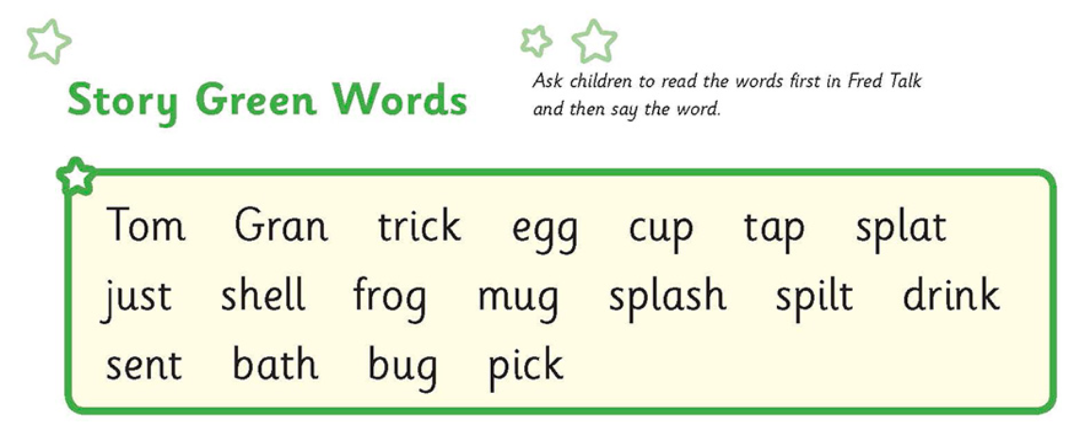 Story Green Words
Ask children to read the words first in Fred Talk
and then say the word.
Tom Gran trick egg cup tap splat
just shell frog mug splash spilt drink
sent bath bug pick